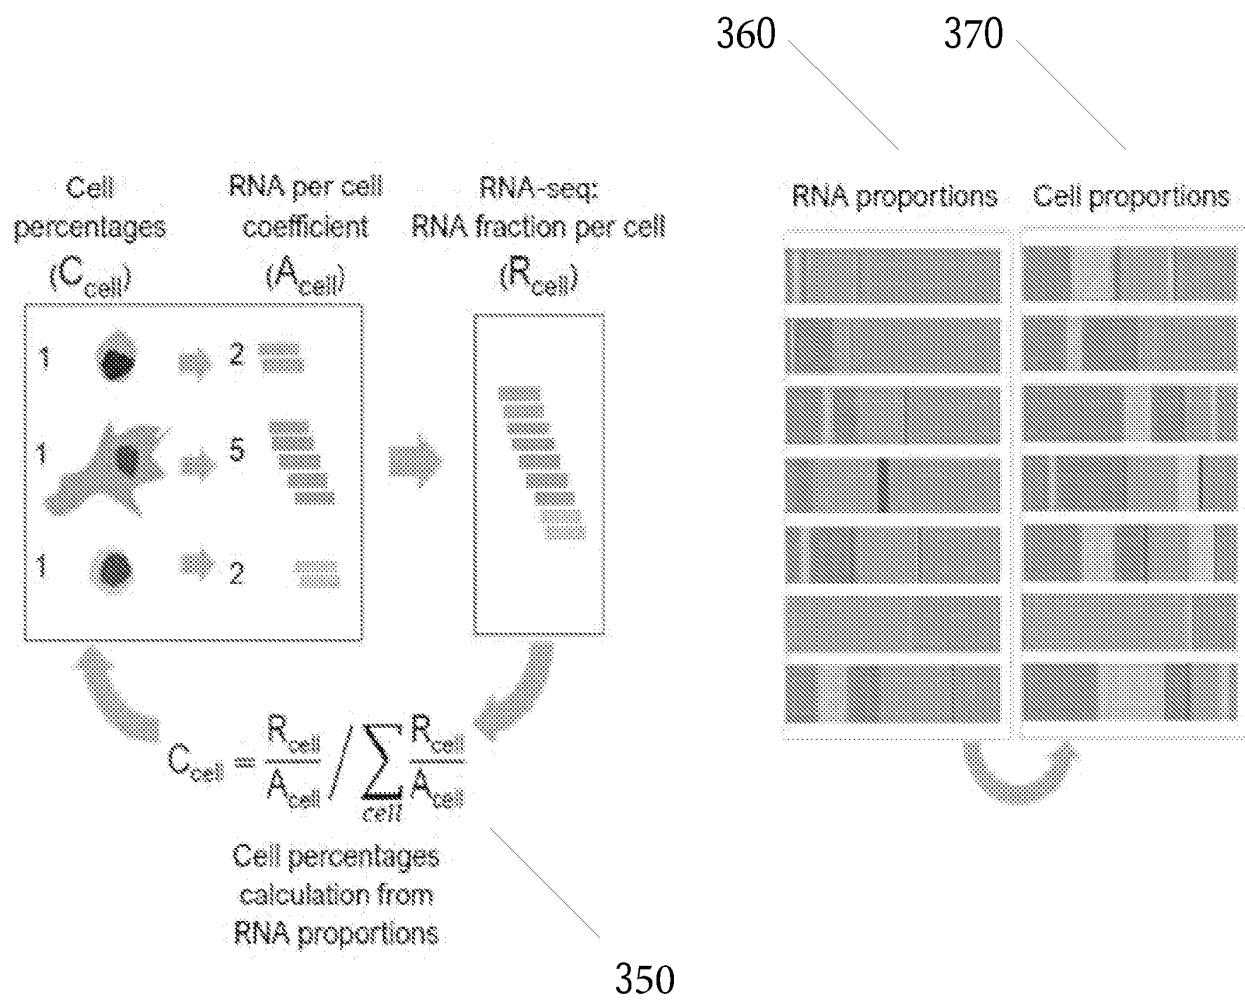 360
370
Cell
percentages
(C_cell)
RNA per cell
coefficient
(A_cell)
RNA-seq:
RNA fraction per cell
(R_cell)
RNA proportions
Cell proportions
1
2
1
5
1
2
C_cell = R_cell / A_cell / ∑_cell R_cell / A_cell
Cell percentages
calculation from
RNA proportions
350